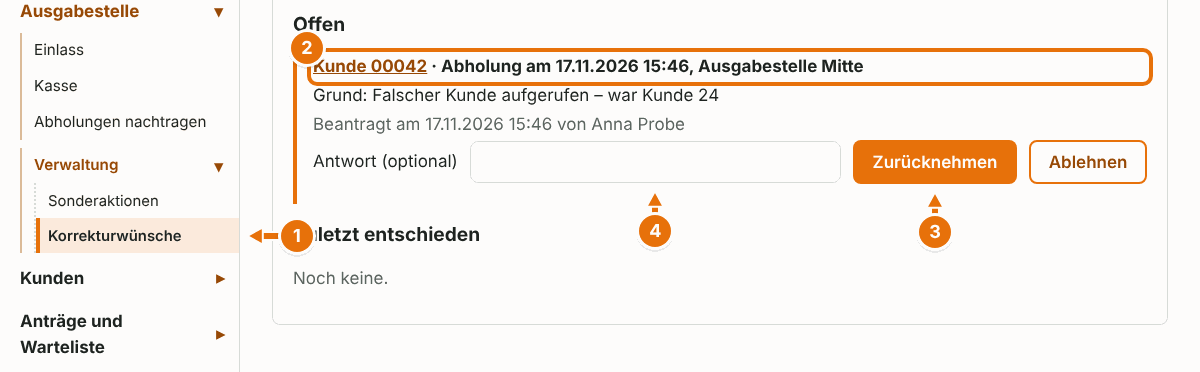 Ausgabestelle ▼
Einlass
Kasse
Abholungen nachtragen
Verwaltung ▼
Sonderaktionen
Korrekturwünsche
Kunden ▶
Anträge und
Warteliste ▶
Offen
2
Kunde 00042 · Abholung am 17.11.2026 15:46, Ausgabestelle Mitte
Grund: Falscher Kunde aufgerufen – war Kunde 24
Beantragt am 17.11.2026 15:46 von Anna Probe
Antwort (optional) Zurücknehmen Ablehnen
4 3
1 letzt entschieden
Noch keine.